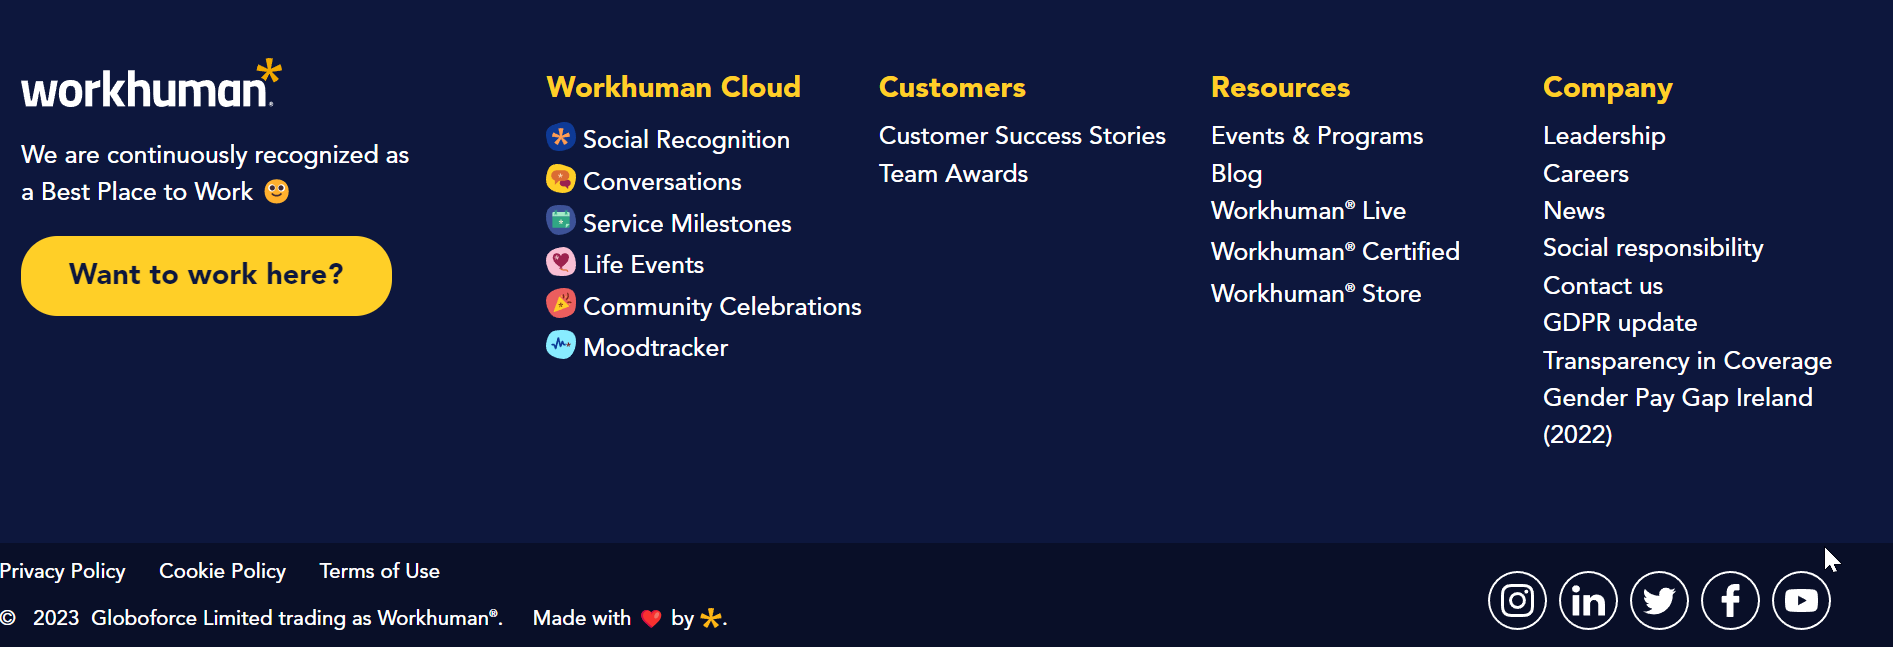 workhuman®
We are continuously recognized as
a Best Place to Work
Want to work here?
Workhuman Cloud
Social Recognition
Conversations
Service Milestones
Life Events
Community Celebrations
Moodtracker
Customers
Customer Success Stories
Team Awards
Resources
Events & Programs
Blog
Workhuman® Live
Workhuman® Certified
Workhuman® Store
Company
Leadership
Careers
News
Social responsibility
Contact us
GDPR update
Transparency in Coverage
Gender Pay Gap Ireland
(2022)
Privacy Policy Cookie Policy Terms of Use
© 2023 Globoforce Limited trading as Workhuman®. Made with ❤️ by *.